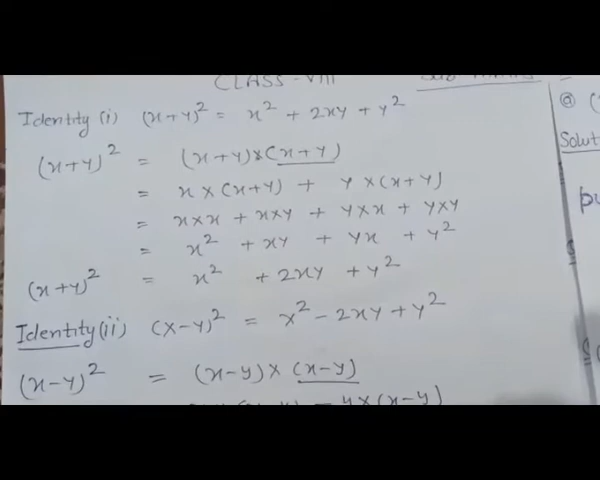 CLASS-VIII
Identity (i) (x+y)² = x² + 2xy + y²
(x+y)² = (x+y)×(x+y)
= x×(x+y) + y×(x+y)
= x×x + x×y + y×x + y×y
= x² + xy + yx + y²
(x+y)² = x² + 2xy + y²
Identity (ii) (x-y)² = x² - 2xy + y²
(x-y)² = (x-y)×(x-y)
- y×(x-y)
@ (
Solut